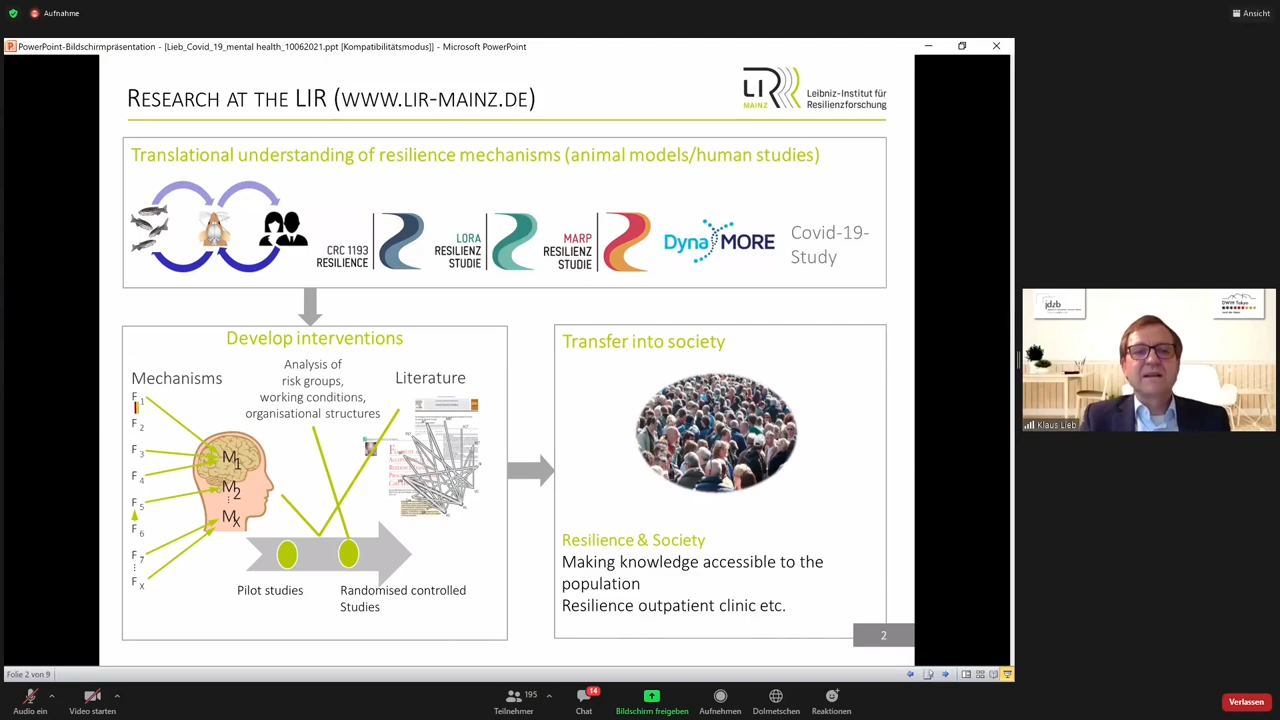 Aufnahme
Ansicht
PowerPoint-Bildschirmpräsentation - [Lieb_Covid_19_mental health_10062021.ppt [Kompatibilitätsmodus]] - Microsoft PowerPoint
RESEARCH AT THE LIR (WWW.LIR-MAINZ.DE)
LIR
MAINZ
Leibniz-Institut für
Resilienzforschung
Translational understanding of resilience mechanisms (animal models/human studies)
CRC 1193
RESILIENCE
LORA
RESILIENZ
STUDIE
MARP
RESILIENZ
STUDIE
DynaMORE
Covid-19-
Study
Develop interventions
Mechanisms
Analysis of
risk groups,
working conditions,
organisational structures
Literature
F1
F2
F3
F4
F5
F6
F7
⋮
FX
M1
M2
⋮
MX
Pilot studies
Randomised controlled
Studies
Transfer into society
Resilience & Society
Making knowledge accessible to the
population
Resilience outpatient clinic etc.
2
jdzb
DWIH Tokyo
Klaus Lieb
Folie 2 von 9
Audio ein
Video starten
195
Teilnehmer
14
Chat
Bildschirm freigeben
Aufnehmen
Dolmetschen
Reaktionen
Verlassen